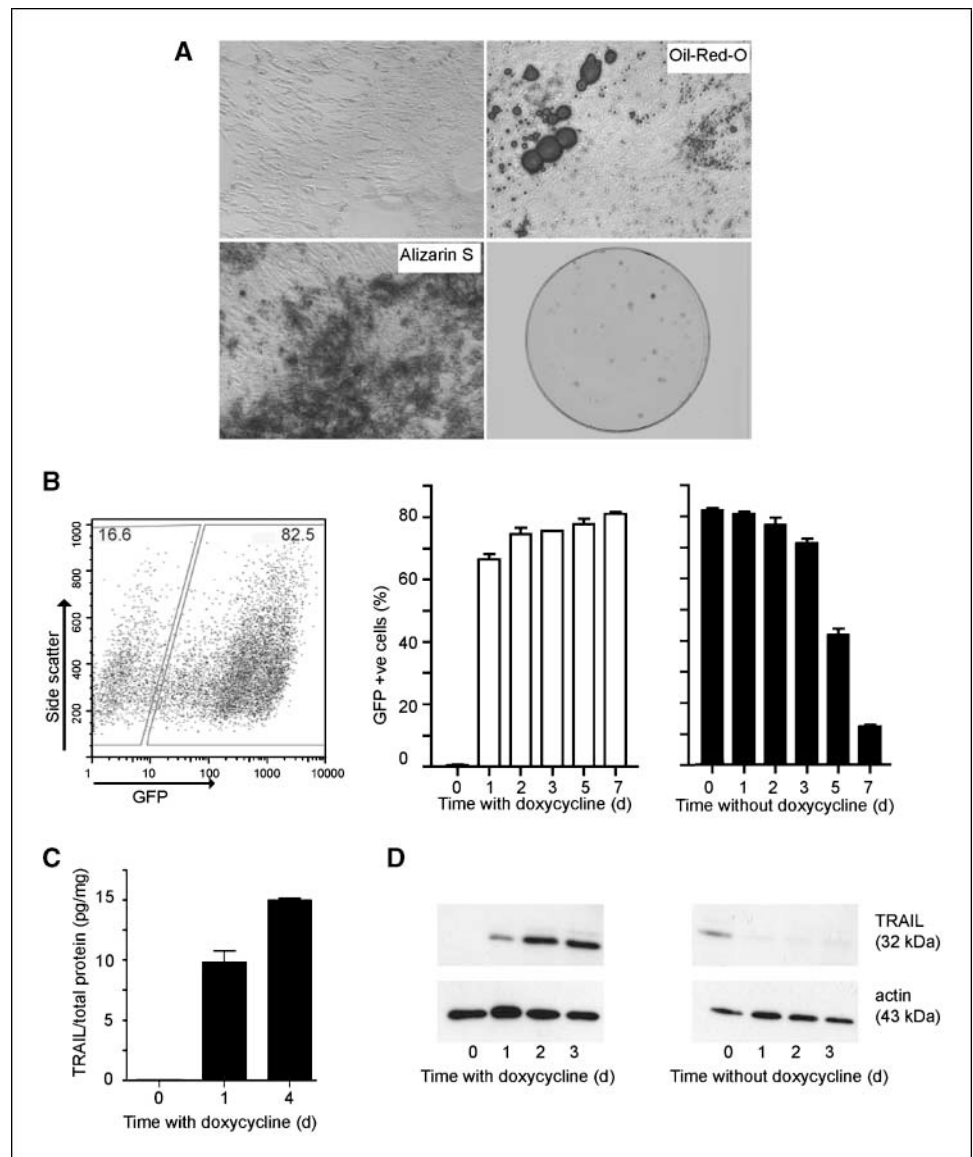 A
Oil-Red-O
Alizarin S
B
16.6
82.5
1000
800
600
400
200
Side scatter
1
10
100
1000
10000
GFP
GFP +ve cells (%)
80
60
40
20
0
0 1 2 3 5 7
Time with doxycycline (d)
0 1 2 3 5 7
Time without doxycycline (d)
C
TRAIL/total protein (pg/mg)
15
10
5
0
0 1 4
Time with doxycycline (d)
D
TRAIL
(32 kDa)
actin
(43 kDa)
0 1 2 3
Time with doxycycline (d)
0 1 2 3
Time without doxycycline (d)